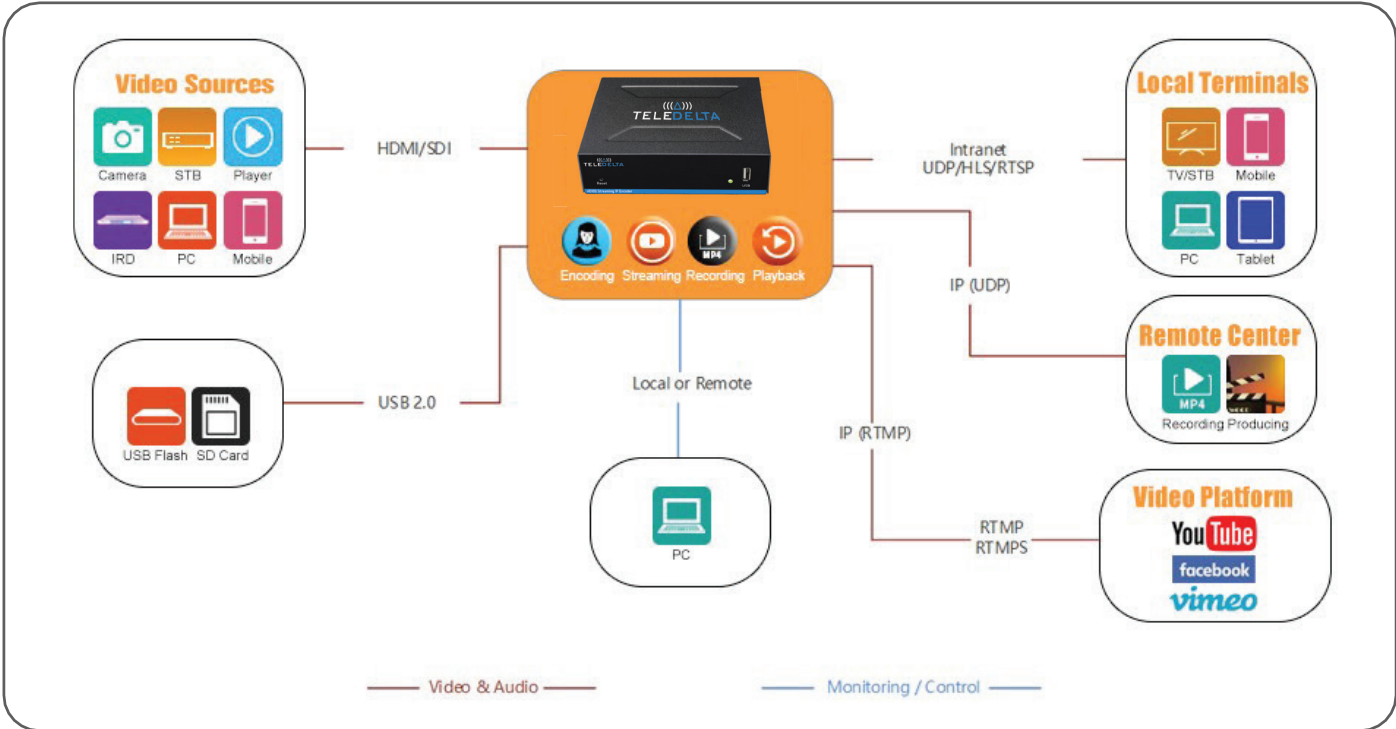 Video Sources
Camera STB Player
IRD PC Mobile
HDMI/SDI
USB Flash SD Card
USB 2.0
(((△)))
TELEDELTA
TELEDELTA
Reset
USB
Encoding Streaming Recording Playback
MP4
Local or Remote
PC
Intranet
UDP/HLS/RTSP
IP (UDP)
IP (RTMP)
RTMP
RTMPS
Local Terminals
TV/STB Mobile
PC Tablet
Remote Center
MP4
Recording Producing
Video Platform
YouTube
facebook
vimeo
Video & Audio
Monitoring / Control